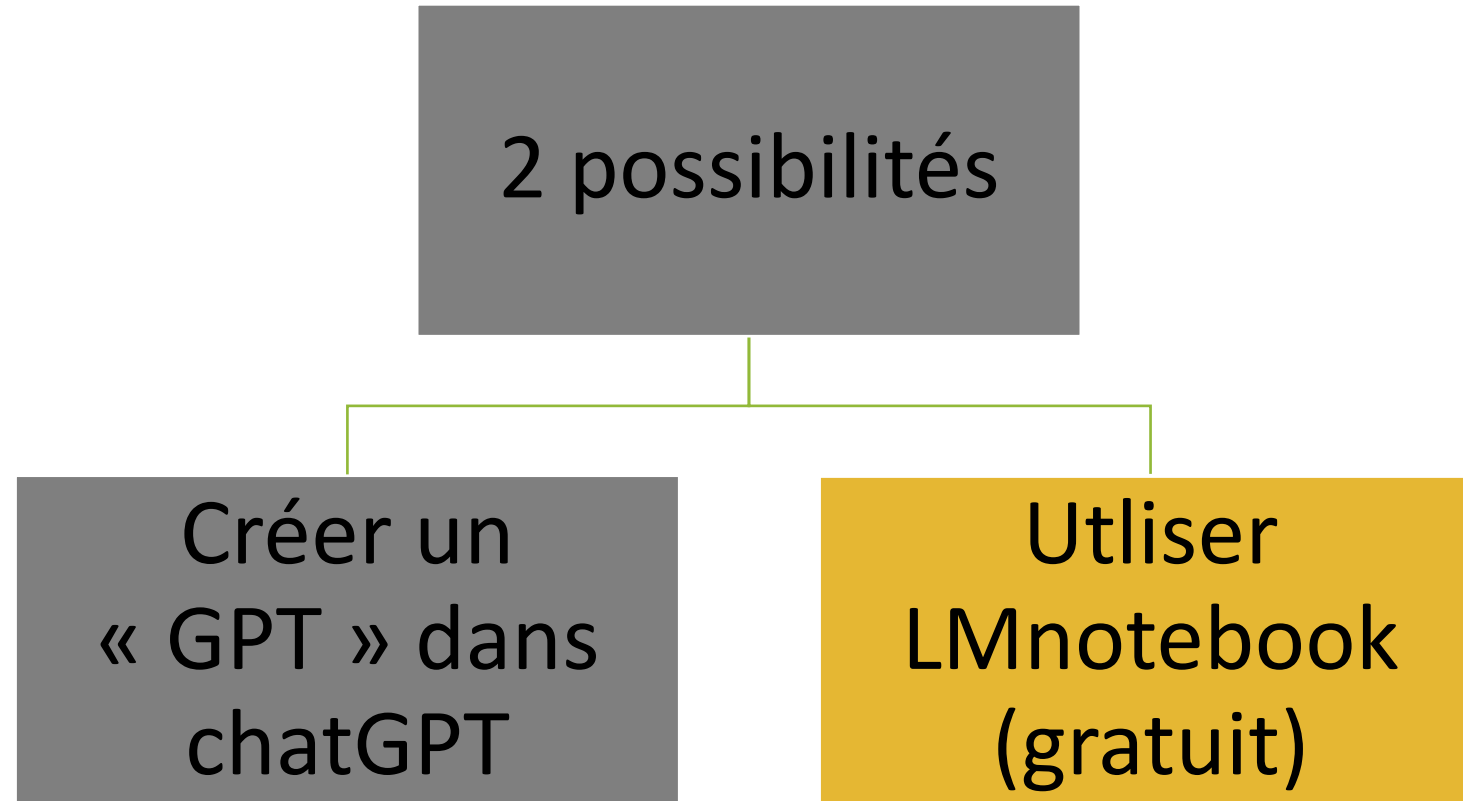 2 possibilités
Créer un
« GPT » dans
chatGPT
Utliser
LMnotebook
(gratuit)